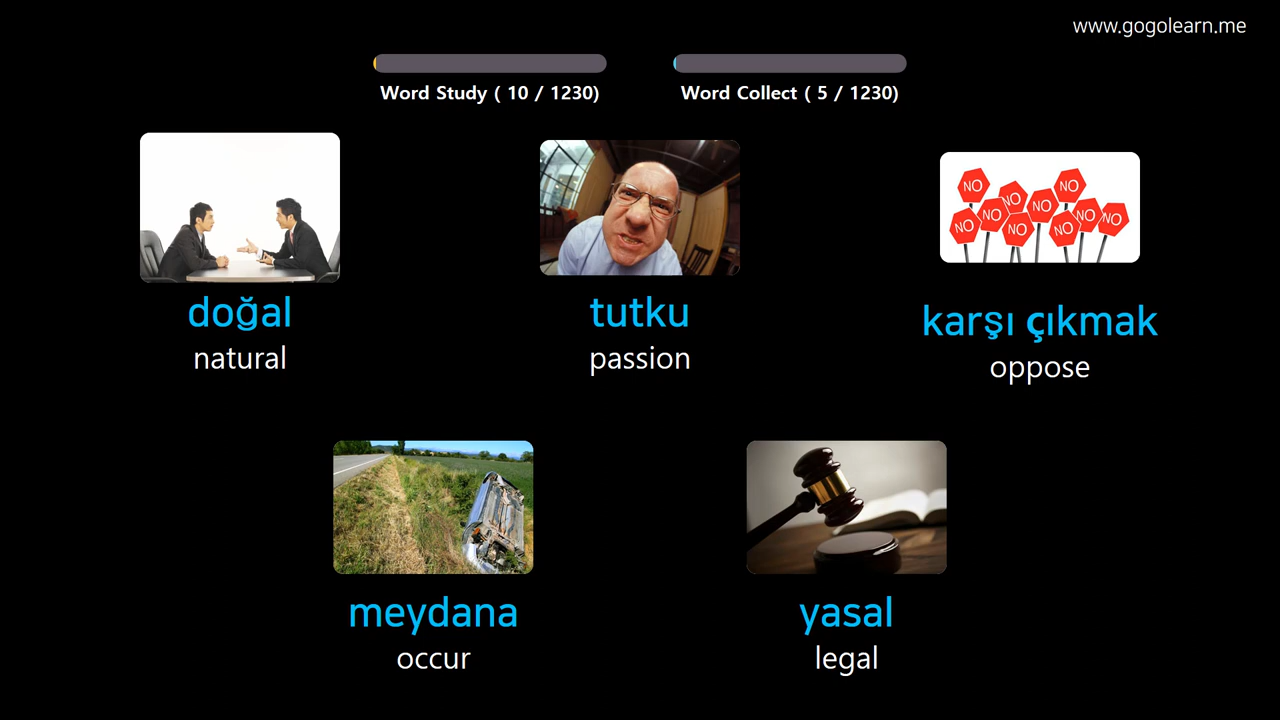 www.gogolearn.me
Word Study ( 10 / 1230)
Word Collect ( 5 / 1230)
NO NO NO NO NO NO NO NO NO NO
doğal
natural
tutku
passion
karşı çıkmak
oppose
meydana
occur
yasal
legal